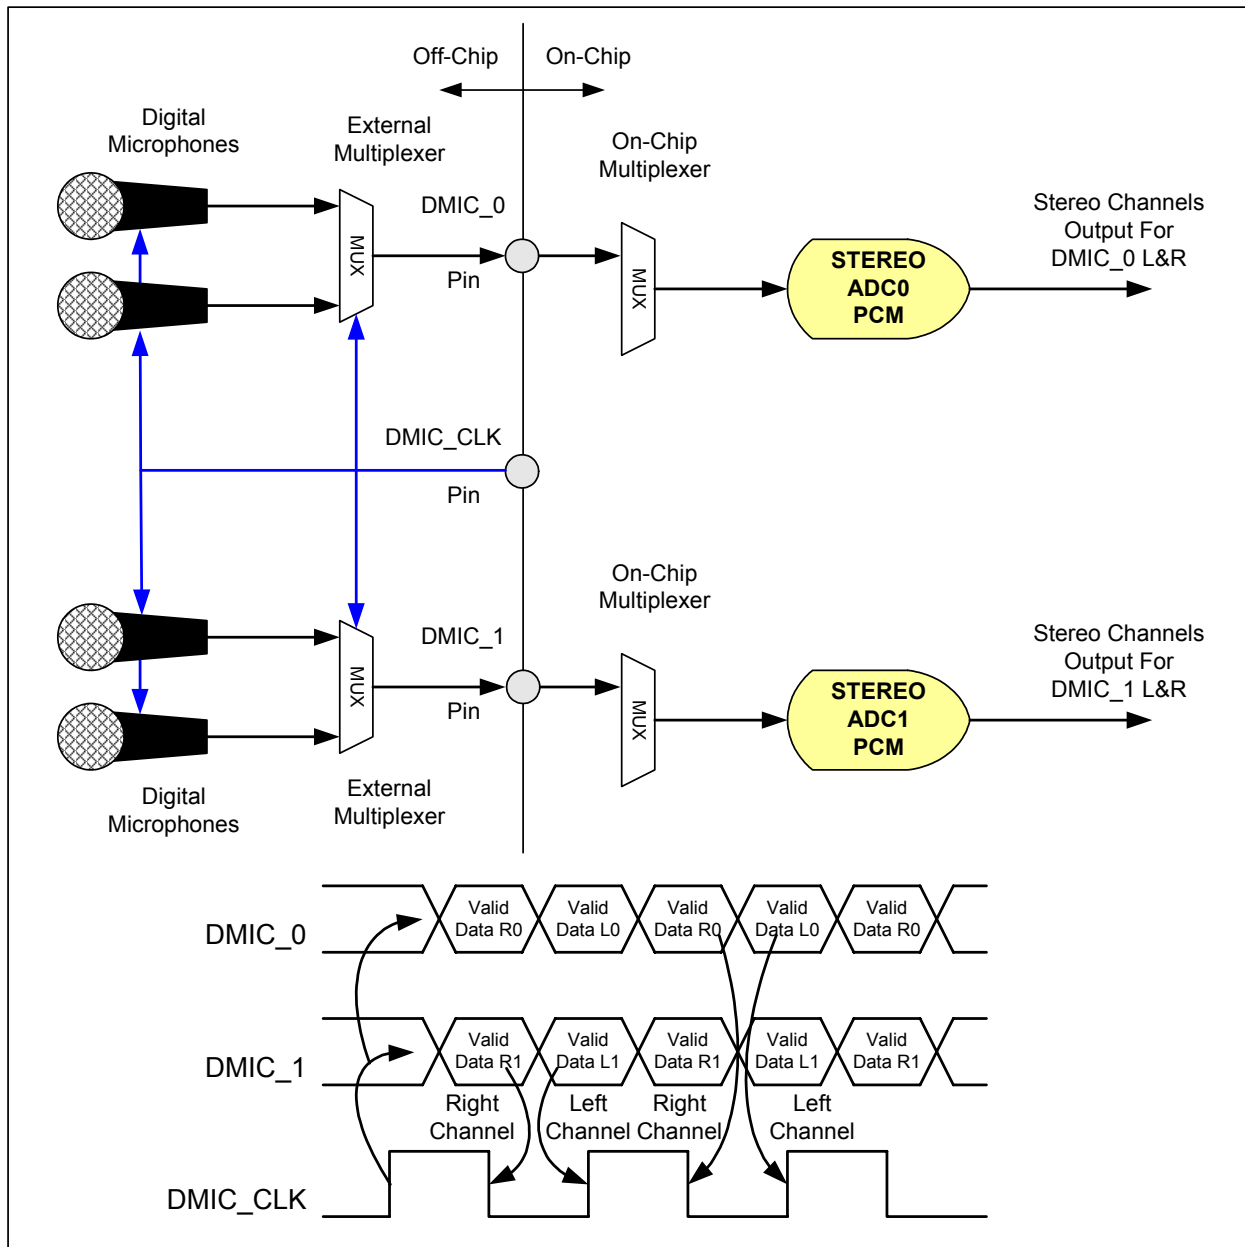 Off-Chip
On-Chip
Digital
Microphones
External
Multiplexer
On-Chip
Multiplexer
DMIC_0
Pin
MUX
MUX
STEREO
ADC0
PCM
Stereo Channels
Output For
DMIC_0 L&R
DMIC_CLK
Pin
On-Chip
Multiplexer
DMIC_1
Pin
MUX
MUX
STEREO
ADC1
PCM
Stereo Channels
Output For
DMIC_1 L&R
Digital
Microphones
External
Multiplexer
DMIC_0
Valid
Data R0
Valid
Data L0
Valid
Data R0
Valid
Data L0
Valid
Data R0
DMIC_1
Valid
Data R1
Valid
Data L1
Valid
Data R1
Valid
Data L1
Valid
Data R1
Right
Channel
Left
Channel
Right
Channel
Left
Channel
DMIC_CLK